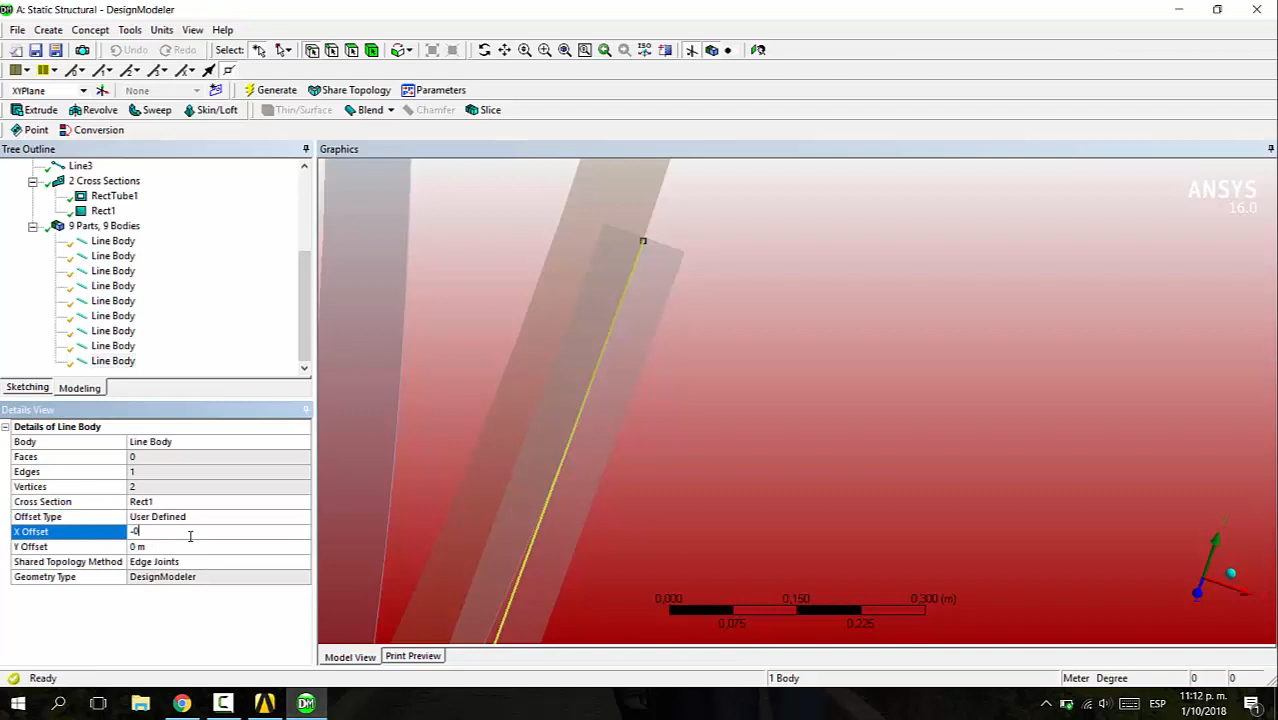 A: Static Structural - DesignModeler
File Create Concept Tools Units View Help
Undo Redo Select:
XYPlane None Generate Share Topology Parameters
Extrude Revolve Sweep Skin/Loft Thin/Surface Blend Chamfer Slice
Point Conversion
Tree Outline
Graphics
Line3
2 Cross Sections
RectTube1
Rect1
9 Parts, 9 Bodies
Line Body
Line Body
Line Body
Line Body
Line Body
Line Body
Line Body
Line Body
Line Body
Sketching Modeling
Details View
Details of Line Body
Body Line Body
Faces 0
Edges 1
Vertices 2
Cross Section Rect1
Offset Type User Defined
X Offset -0
Y Offset 0 m
Shared Topology Method Edge Joints
Geometry Type DesignModeler
ANSYS
16.0
0,000 0,150 0,300 (m)
0,075 0,225
Model View Print Preview
Ready 1 Body Meter Degree 0 0
ESP
11:12 p. m.
1/10/2018